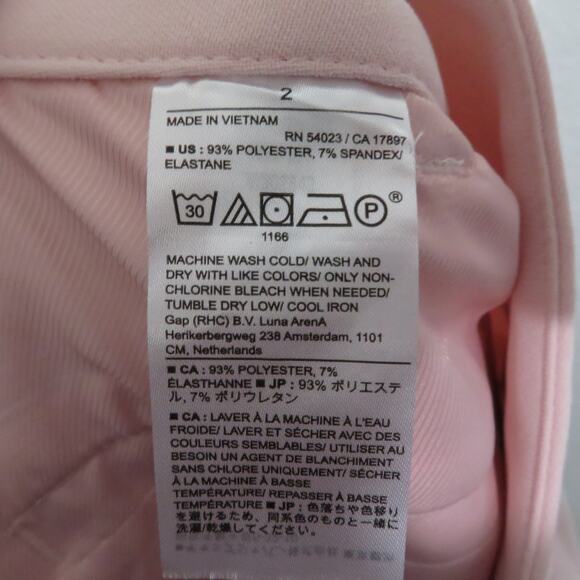 2
MADE IN VIETNAM
RN 54023 / CA 17897
■ US : 93% POLYESTER, 7% SPANDEX/
ELASTANE
30
P
®
1166
MACHINE WASH COLD/ WASH AND
DRY WITH LIKE COLORS/ ONLY NON-
CHLORINE BLEACH WHEN NEEDED/
TUMBLE DRY LOW/ COOL IRON
Gap (RHC) B.V. Luna ArenA
Herikerbergweg 238 Amsterdam, 1101
CM, Netherlands
■ CA : 93% POLYESTER, 7%
ÉLASTHANNE ■ JP : 93% ポリエステ
ル, 7% ポリウレタン
■ CA : LAVER À LA MACHINE À L'EAU
FROIDE/ LAVER ET SÉCHER AVEC DES
COULEURS SEMBLABLES/ UTILISER AU
BESOIN UN AGENT DE BLANCHIMENT
SANS CHLORE UNIQUEMENT/ SÉCHER
À LA MACHINE À BASSE
TEMPÉRATURE/ REPASSER À BASSE
TEMPÉRATURE ■ JP : 色落ちや色移り
を避けるため、同系色のものと一緒に
洗濯/乾燥してください。